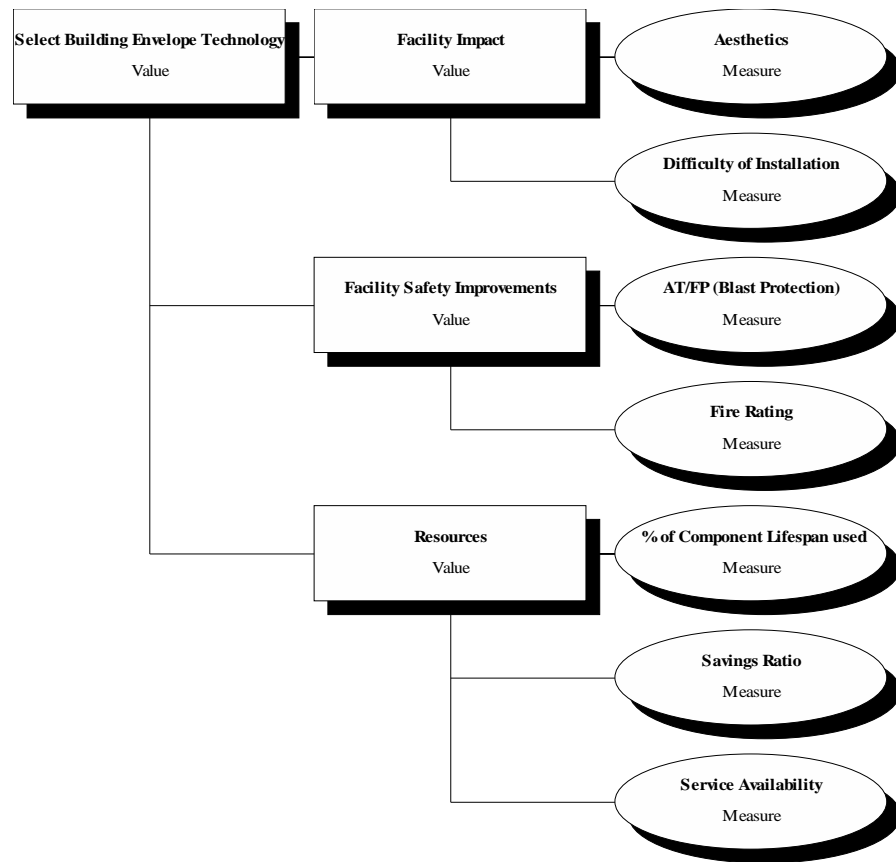 Select Building Envelope Technology
Value
Facility Impact
Value
Aesthetics
Measure
Difficulty of Installation
Measure
Facility Safety Improvements
Value
AT/FP (Blast Protection)
Measure
Fire Rating
Measure
Resources
Value
% of Component Lifespan used
Measure
Savings Ratio
Measure
Service Availability
Measure